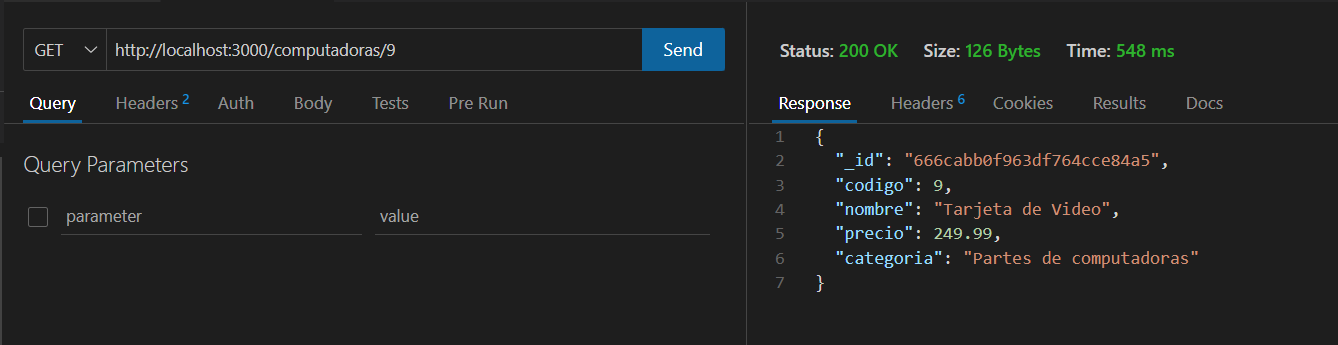 GET http://localhost:3000/computadoras/9 Send
Query Headers 2 Auth Body Tests Pre Run
Query Parameters
parameter value
Status: 200 OK Size: 126 Bytes Time: 548 ms
Response Headers 6 Cookies Results Docs
1 {
2 "_id": "666cabb0f963df764cce84a5",
3 "codigo": 9,
4 "nombre": "Tarjeta de Video",
5 "precio": 249.99,
6 "categoria": "Partes de computadoras"
7 }